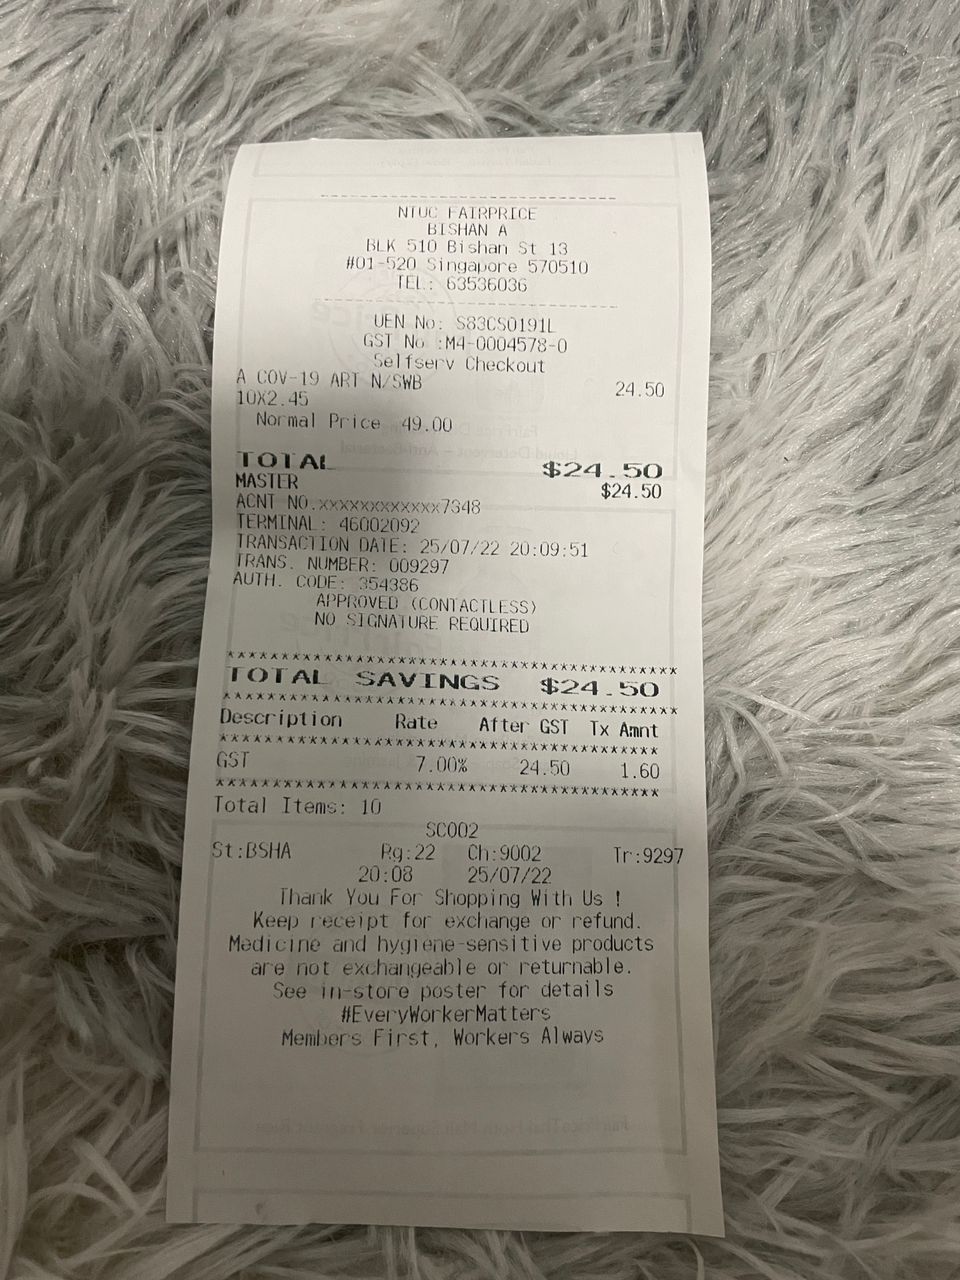 NTUC FAIRPRICE
BISHAN A
BLK 510 Bishan St 13
#01-520 Singapore 570510
TEL: 63536036
UEN No: S83CS0191L
GST No :M4-0004578-0
Selfserv Checkout
A COV-19 ART N/SWB 24.50
10X2.45
Normal Price 49.00
TOTAL $24.50
MASTER $24.50
ACNT NO.xxxxxxxxxxxx7348
TERMINAL: 46002092
TRANSACTION DATE: 25/07/22 20:09:51
TRANS. NUMBER: 009297
AUTH. CODE: 354386
APPROVED (CONTACTLESS)
NO SIGNATURE REQUIRED
TOTAL SAVINGS $24.50
Description Rate After GST Tx Amnt
GST 7.00% 24.50 1.60
Total Items: 10
SC002
St:BSHA Rg:22 Ch:9002 Tr:9297
20:08 25/07/22
Thank You For Shopping With Us !
Keep receipt for exchange or refund.
Medicine and hygiene-sensitive products
are not exchangeable or returnable.
See in-store poster for details
#EveryWorkerMatters
Members First, Workers Always